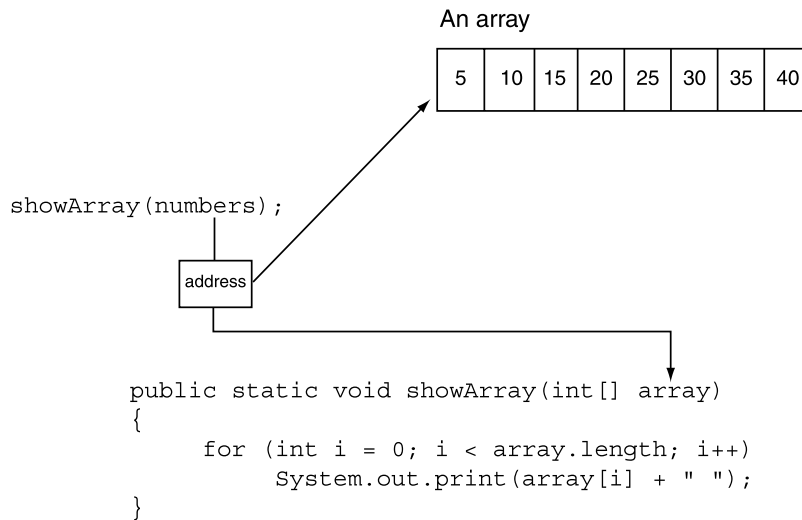 An array
5 10 15 20 25 30 35 40
showArray(numbers);
address
public static void showArray(int[] array)
{
for (int i = 0; i < array.length; i++)
System.out.print(array[i] + " ");
}